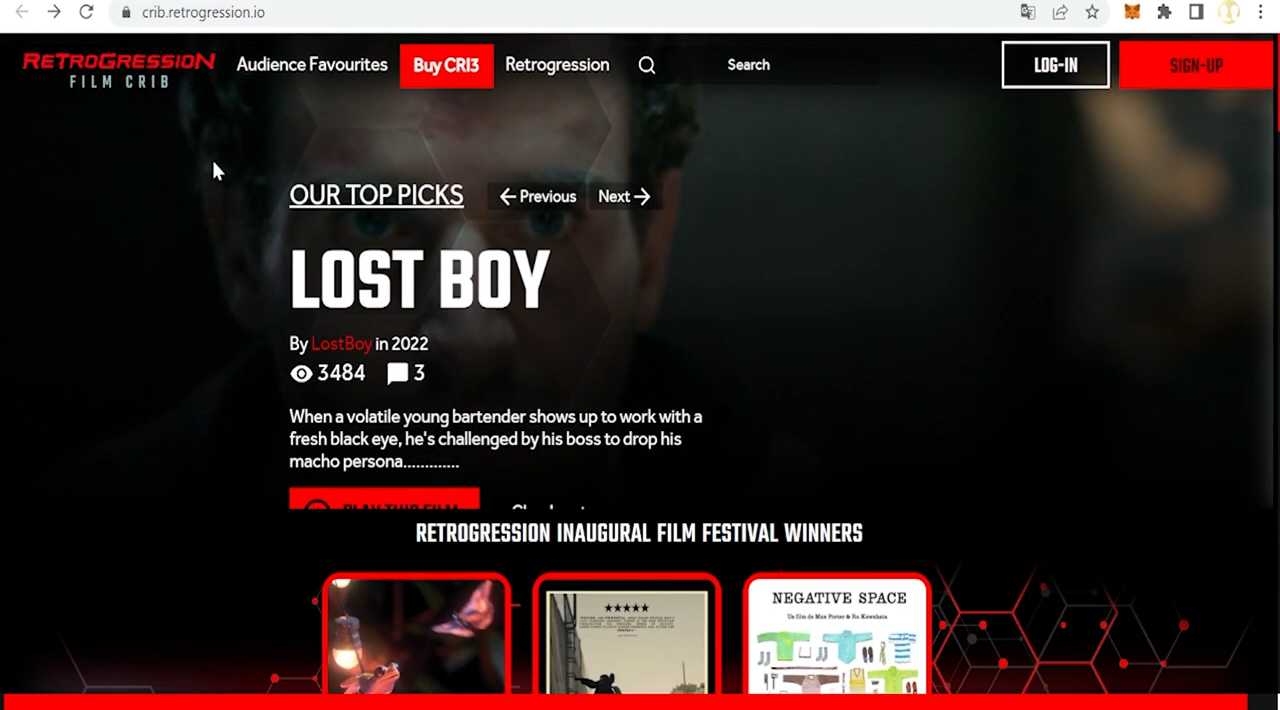 crib.retrogression.io
RETROGRESSION
FILM CRIB
Audience Favourites
Buy CRI3
Retrogression
Search
LOG-IN
SIGN-UP
OUR TOP PICKS
Previous
Next
LOST BOY
By LostBoy in 2022
3484
3
When a volatile young bartender shows up to work with a
fresh black eye, he's challenged by his boss to drop his
macho persona.............
PLAY THIS FILM
RETROGRESSION INAUGURAL FILM FESTIVAL WINNERS
NEGATIVE SPACE
Un film de Max Porter & Ru Kuwahata